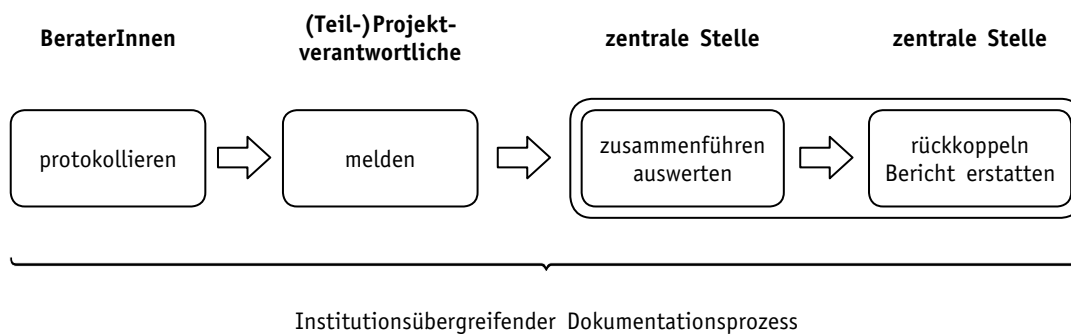 BeraterInnen
(Teil-)Projekt-
verantwortliche
zentrale Stelle
zentrale Stelle
protokollieren
melden
zusammenführen
auswerten
rückkoppeln
Bericht erstatten
Institutionsübergreifender Dokumentationsprozess